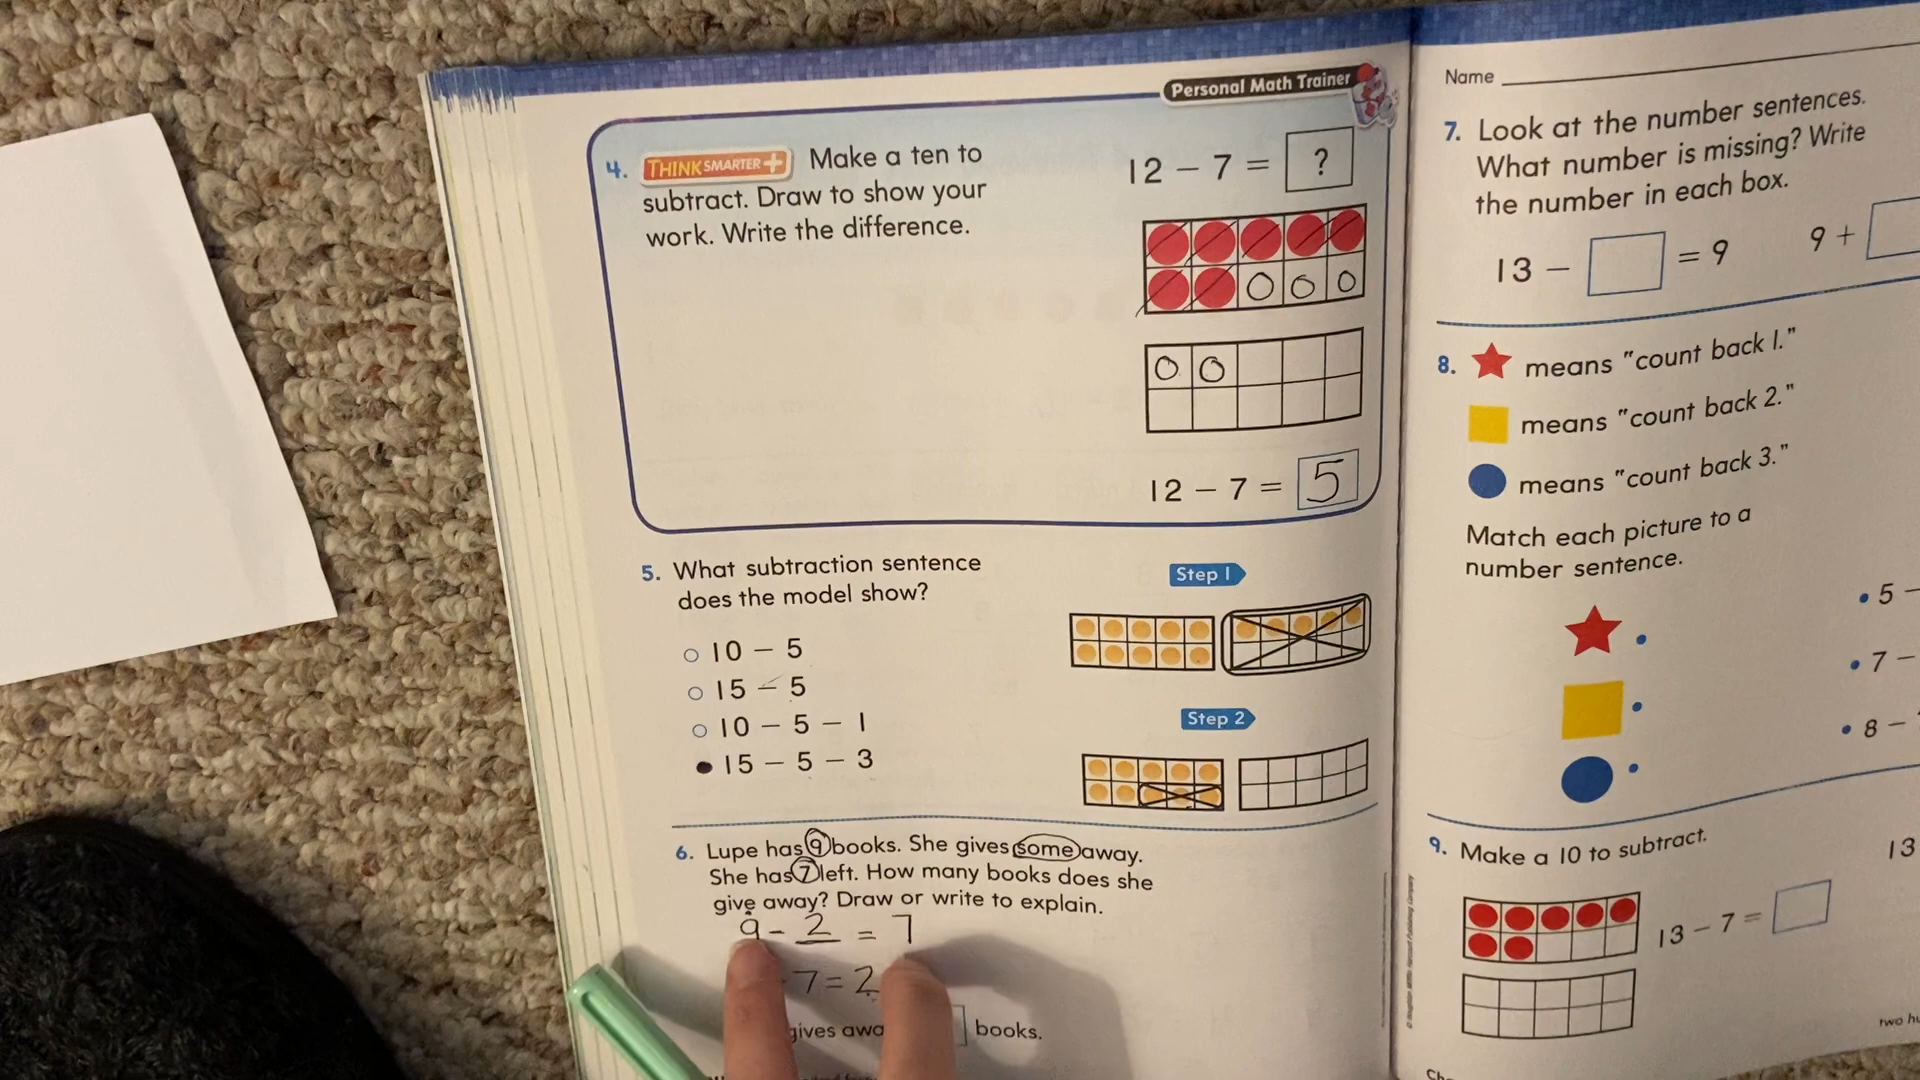 Personal Math Trainer
4. THINK SMARTER + Make a ten to
subtract. Draw to show your
work. Write the difference.
12 – 7 = ?
12 – 7 = 5
5. What subtraction sentence
does the model show?
10 – 5
15 – 5
10 – 5 – 1
15 – 5 – 3
Step 1
Step 2
6. Lupe has 9 books. She gives some away.
She has 7 left. How many books does she
give away? Draw or write to explain.
9 – 2 = 7
7 = 2
gives awa
books.
Name
7. Look at the number sentences.
What number is missing? Write
the number in each box.
13 – = 9
9 +
8. means "count back 1."
means "count back 2."
means "count back 3."
Match each picture to a
number sentence.
• 5 –
• 7 –
• 8 –
9. Make a 10 to subtract.
13 – 7 =
13
two